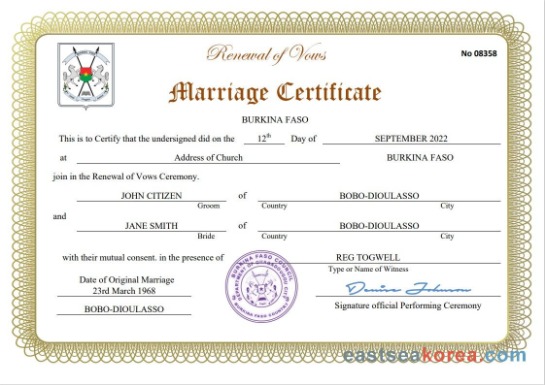 Renewal of Vows
No 08358
Marriage Certificate
BURKINA FASO
This is to Certify that the undersigned did on the 12th Day of SEPTEMBER 2022
at Address of Church BURKINA FASO
join in the Renewal of Vows Ceremony.
JOHN CITIZEN of BOBO-DIOULASSO
Groom Country City
and
JANE SMITH of BOBO-DIOULASSO
Bride Country City
with their mutual consent. in the presence of REG TOGWELL
Type or Name of Witness
Date of Original Marriage
23rd March 1968
Denise Johnson
Signature official Performing Ceremony
BOBO-DIOULASSO
BURKINA FASO COUNCIL
eastseakorea.com